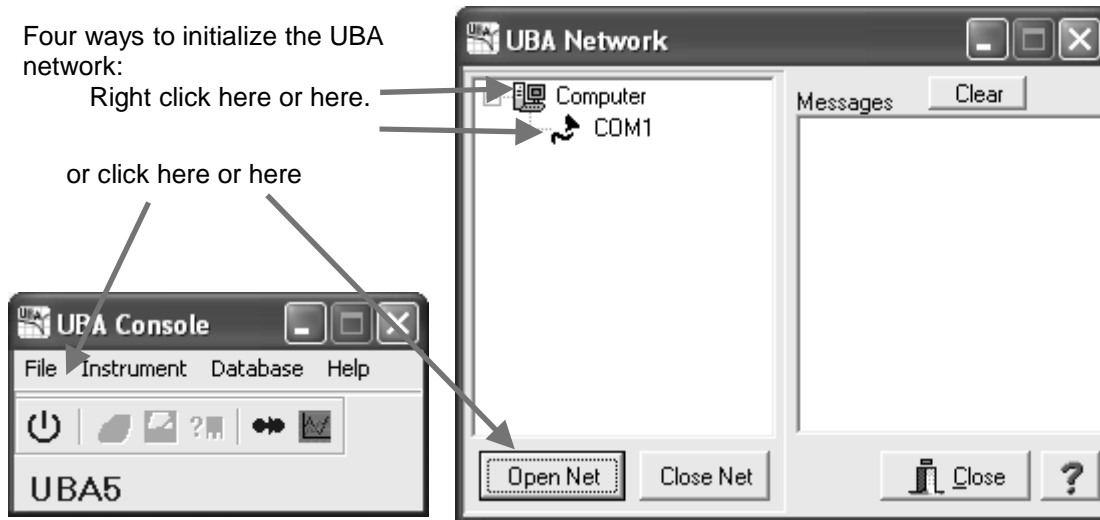 Four ways to initialize the UBA
network:
Right click here or here.
or click here or here
UBA Network
Computer
COM1
Messages
Clear
Open Net
Close Net
Close
?
UBA Console
File Instrument Database Help
?
UBA5